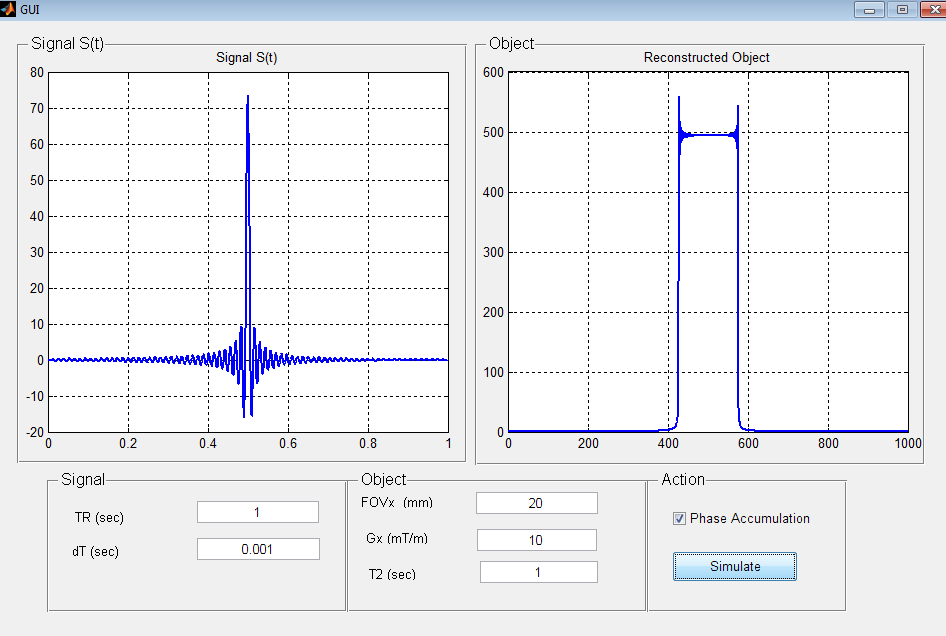 GUI
Signal S(t)
Signal S(t)
80
70
60
50
40
30
20
10
0
-10
-20
0 0.2 0.4 0.6 0.8 1
Object
Reconstructed Object
600
500
400
300
200
100
0
0 200 400 600 800 1000
Signal
TR (sec) 1
dT (sec) 0.001
Object
FOVx (mm) 20
Gx (mT/m) 10
T2 (sec) 1
Action
Phase Accumulation
Simulate